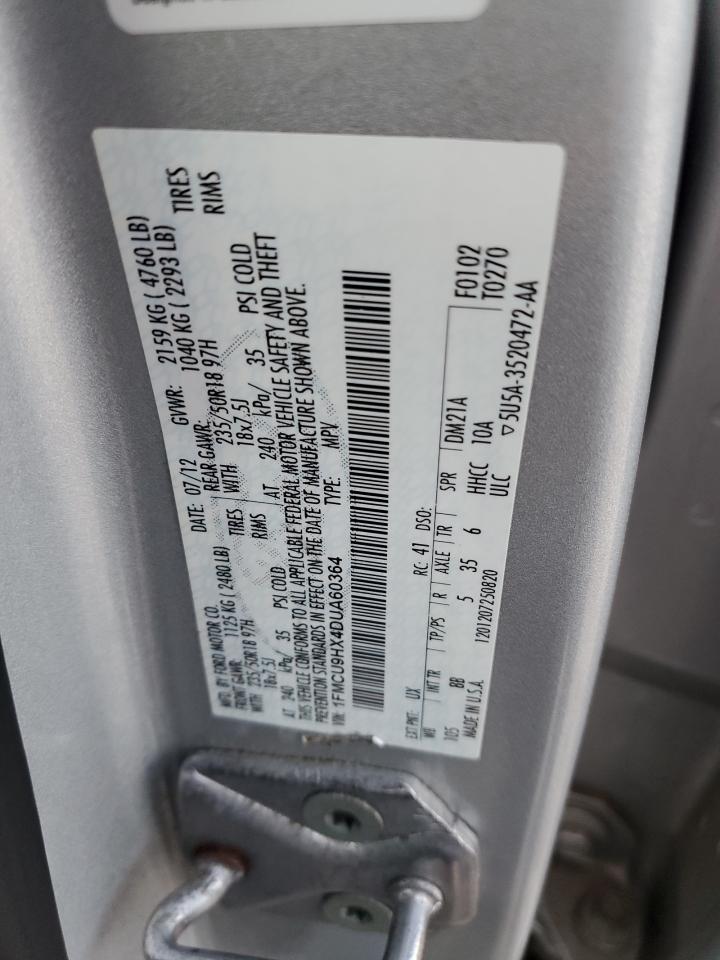 MFD. BY FORD MOTOR CO.
DATE: 07/12 GVWR: 2159 KG ( 4760 LB)
FRONT GAWR: 1125 KG ( 2480 LB) REAR GAWR: 1040 KG ( 2293 LB)
WITH 235/50R18 97H TIRES WITH 235/50R18 97H TIRES
18x7.5J RIMS 18x7.5J RIMS
AT 240 kPa/ 35 PSI COLD AT 240 kPa/ 35 PSI COLD
THIS VEHICLE CONFORMS TO ALL APPLICABLE FEDERAL MOTOR VEHICLE SAFETY AND THEFT
PREVENTION STANDARDS IN EFFECT ON THE DATE OF MANUFACTURE SHOWN ABOVE.
VIN: 1FMCU9HX4DUA60364 TYPE: MPV
EXT PNT: UX RC: 41 DSO: F0102
WB INT TR TP/PS R AXLE TR SPR DM21A T0270
105 BB 5 35 6 HHCC 10A
MADE IN U.S.A. 1201207250820 ULC ▽5U5A-3520472-AA